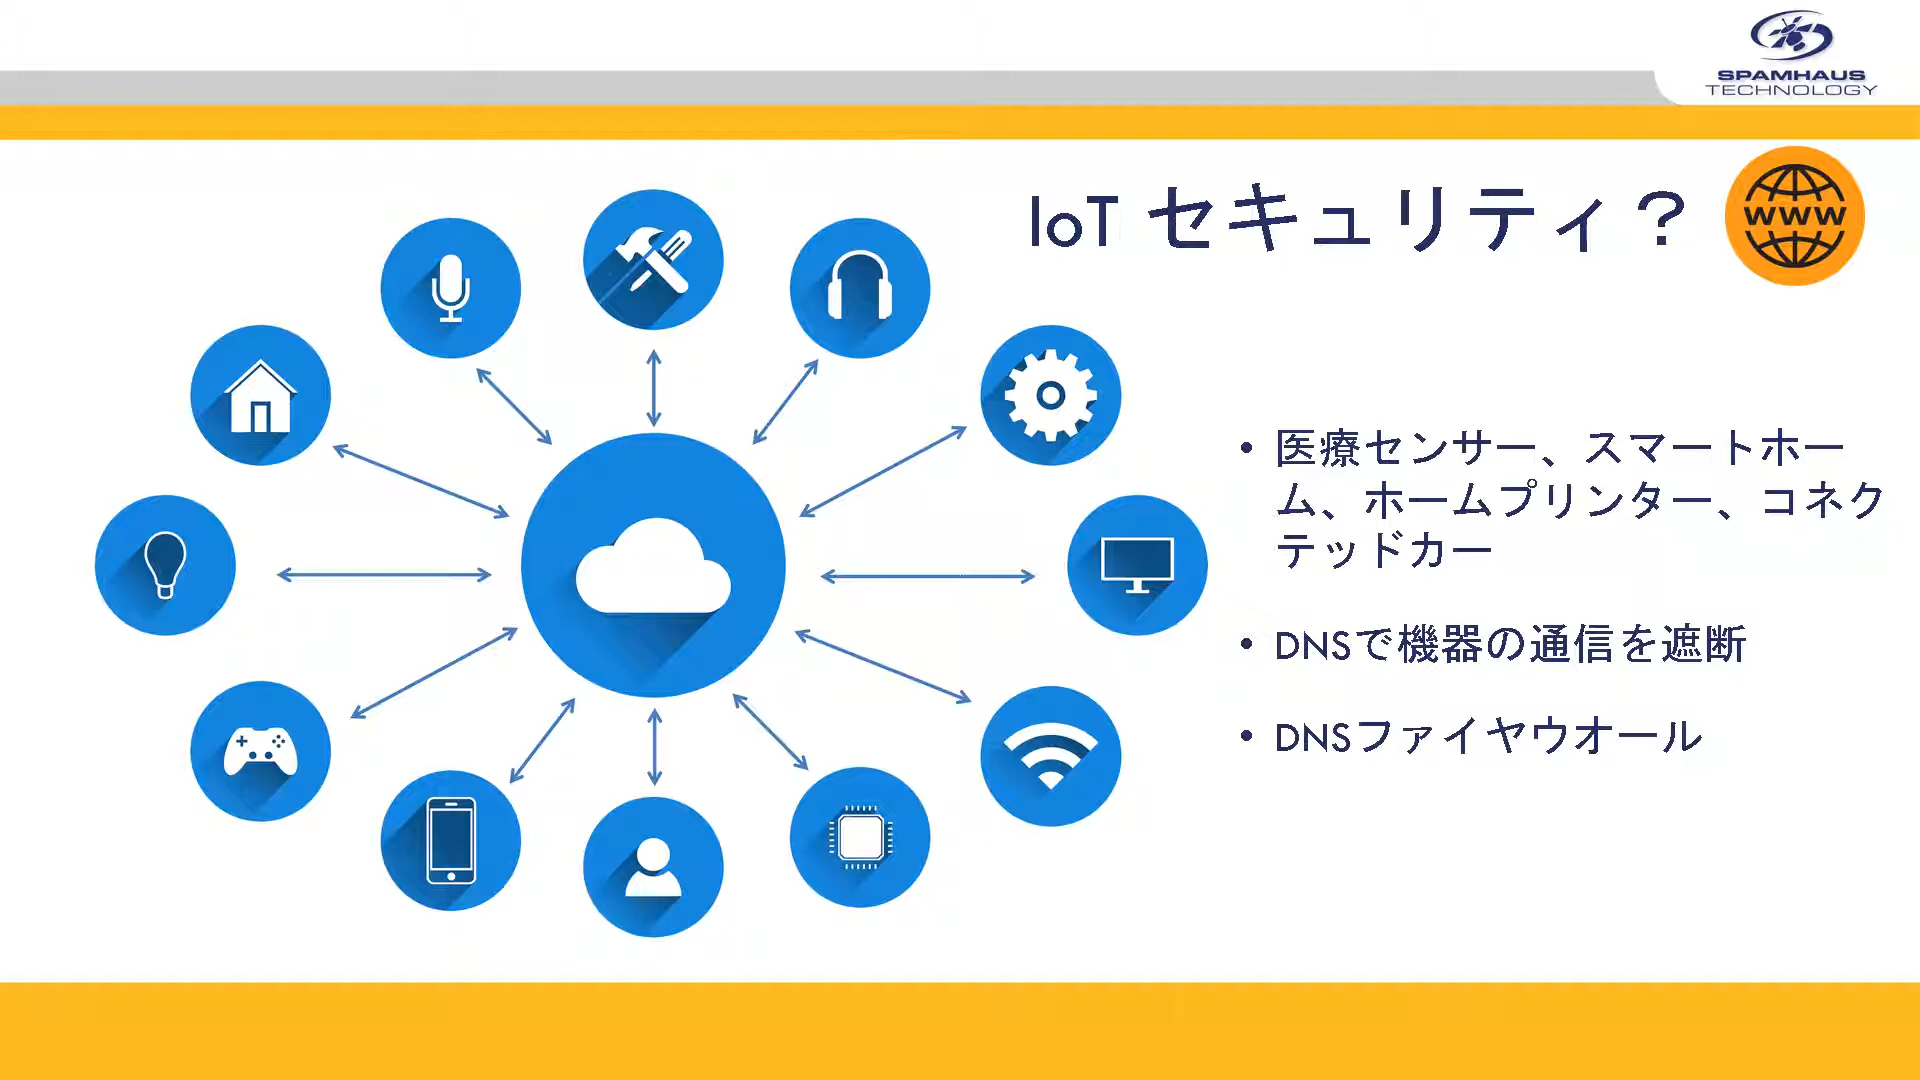 SPAMHAUS
TECHNOLOGY
IoT セキュリティ？
WWW
• 医療センサー、スマートホー
ム、ホームプリンター、コネク
テッドカー
• DNSで機器の通信を遮断
• DNSファイヤウオール